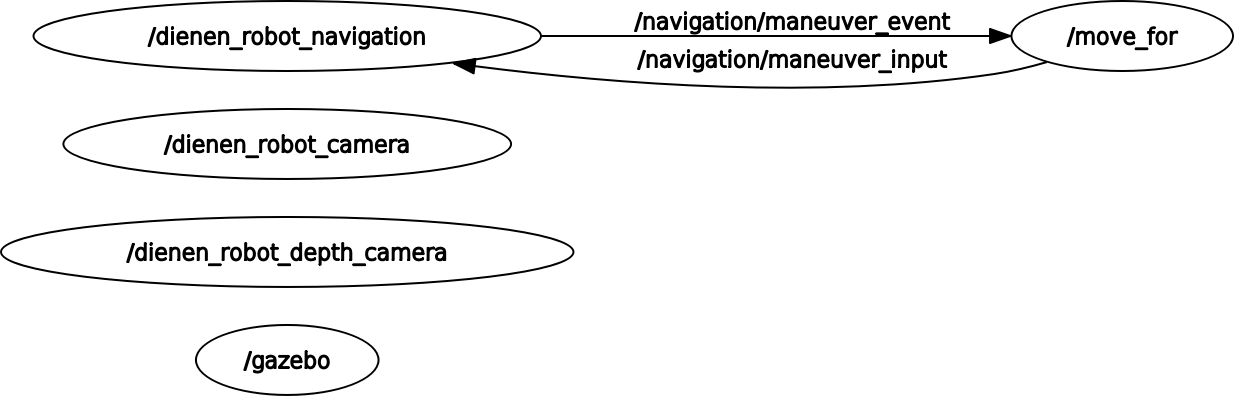 /dienen_robot_navigation
/navigation/maneuver_event
/move_for
/navigation/maneuver_input
/dienen_robot_camera
/dienen_robot_depth_camera
/gazebo